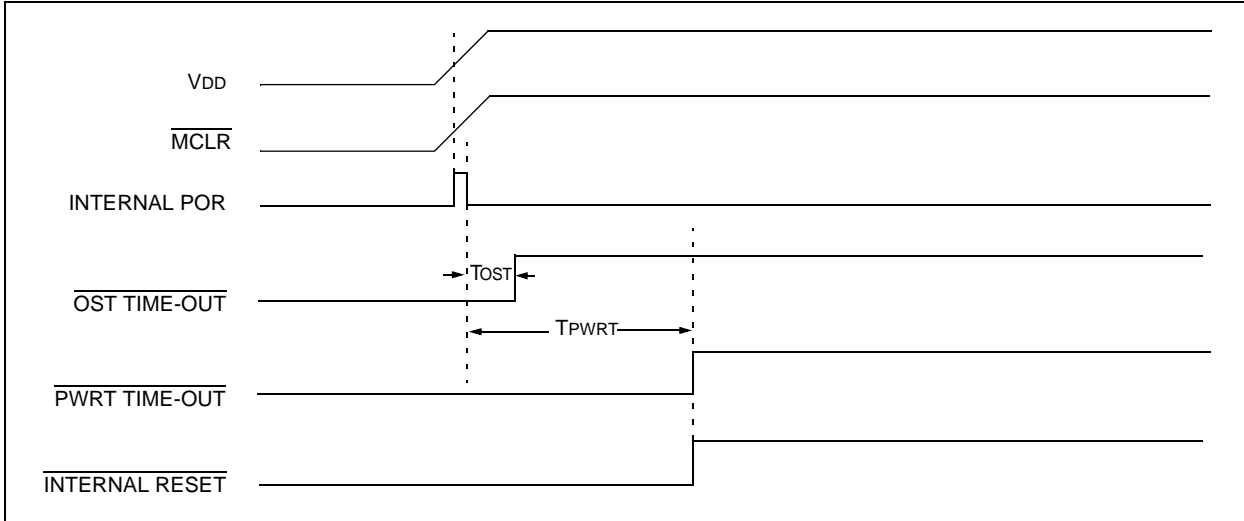 VDD
MCLR
INTERNAL POR
TOST
OST TIME-OUT
TPWRT
PWRT TIME-OUT
INTERNAL RESET